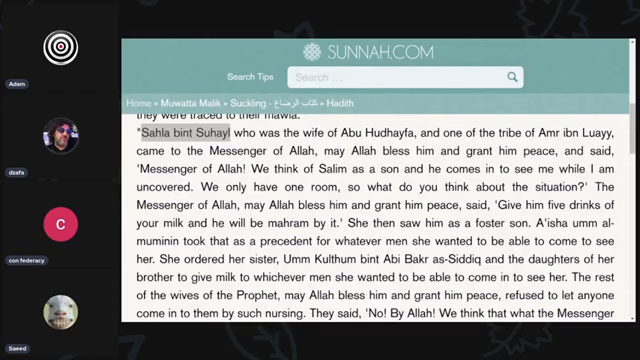 SUNNAH.COM
Search Tips
Search ...
Home » Muwatta Malik » Suckling - كتاب الرضاع » Hadith
they were traced to their mawla.
"Sahla bint Suhayl who was the wife of Abu Hudhayfa, and one of the tribe of Amr ibn Luayy,
came to the Messenger of Allah, may Allah bless him and grant him peace, and said,
'Messenger of Allah! We think of Salim as a son and he comes in to see me while I am
uncovered. We only have one room, so what do you think about the situation?' The
Messenger of Allah, may Allah bless him and grant him peace, said, 'Give him five drinks of
your milk and he will be mahram by it.' She then saw him as a foster son. A'isha umm al-
muminin took that as a precedent for whatever men she wanted to be able to come to see
her. She ordered her sister, Umm Kulthum bint Abi Bakr as-Siddiq and the daughters of her
brother to give milk to whichever men she wanted to be able to come in to see her. The rest
of the wives of the Prophet, may Allah bless him and grant him peace, refused to let anyone
come in to them by such nursing. They said, 'No! By Allah! We think that what the Messenger
Adam
dzafa
C
con federacy
Saeed